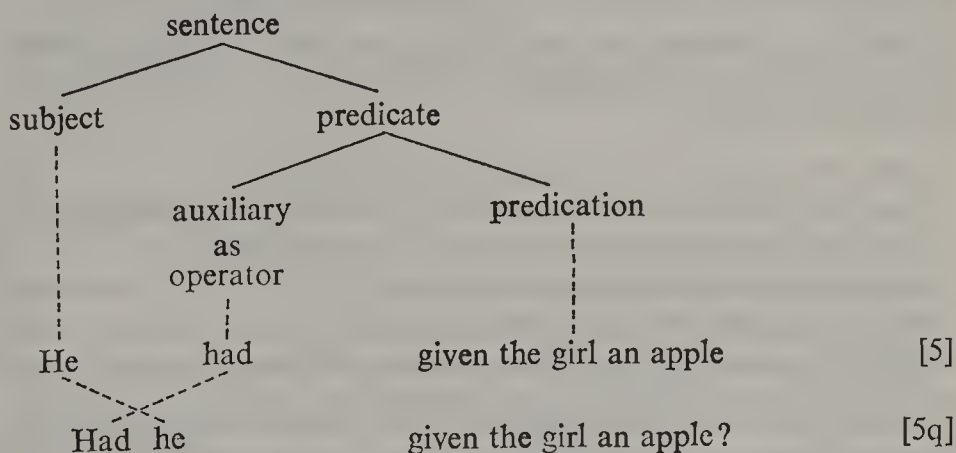 sentence
subject predicate
auxiliary predication
as
operator
He had given the girl an apple [5]
Had he given the girl an apple? [5q]